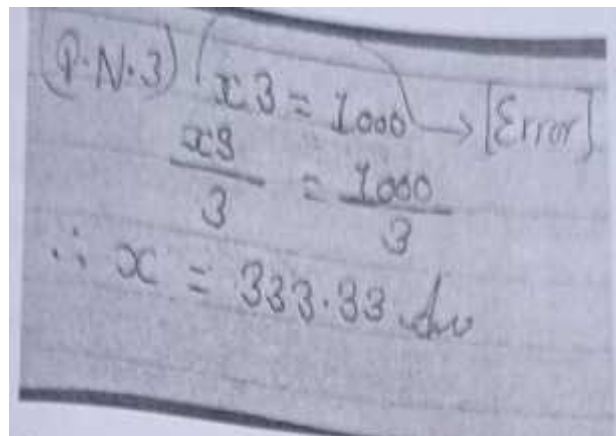 (P.N.3) x3 = 1000 → [Error]
x3/3 = 1000/3
∴ x = 333.33 Ans